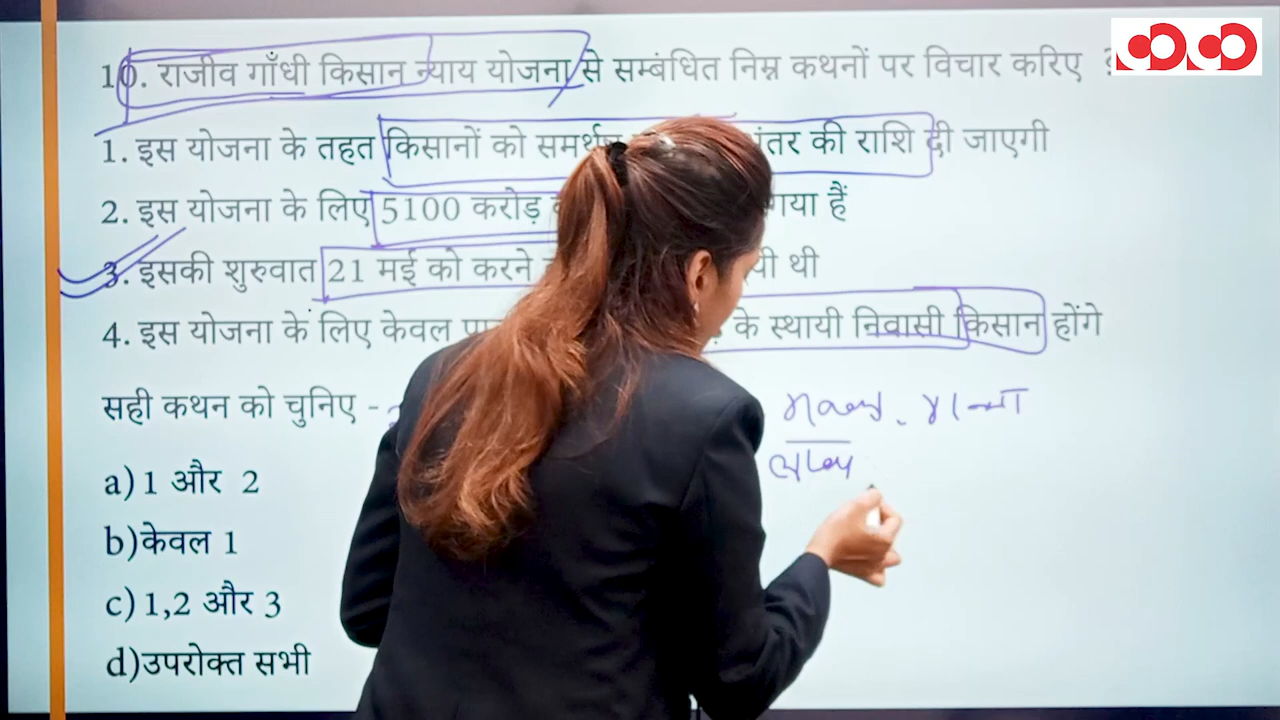 10. राजीव गाँधी किसान न्याय योजना से सम्बंधित निम्न कथनों पर विचार करिए
1. इस योजना के तहत किसानों को की राशि दी जाएगी
2. इस योजना के लिए 5100 करोड़ गया हैं
3. इसकी शुरुवात 21 मई को करने थी
4. इस योजना के लिए केवल के स्थायी निवासी किसान होंगे
सही कथन को चुनिए -
a) 1 और 2
b)केवल 1
c) 1,2 और 3
d)उपरोक्त सभी